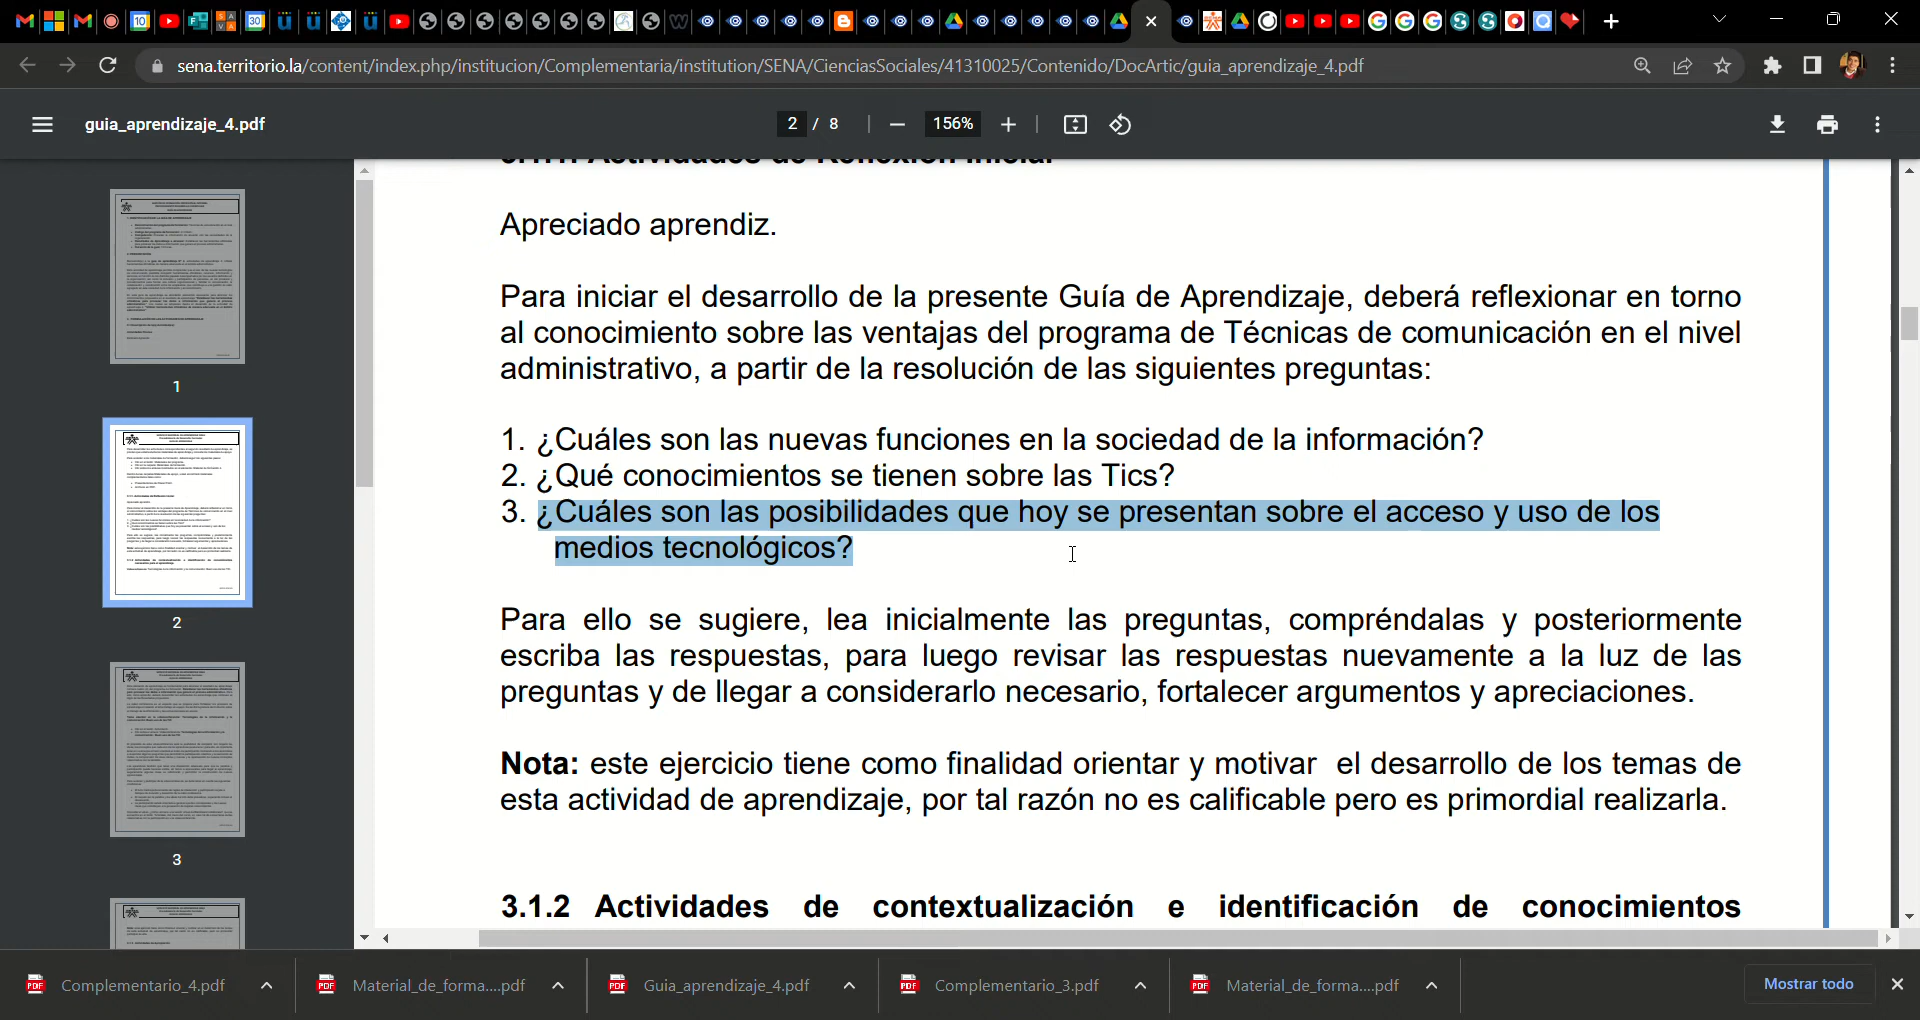 sena.territorio.la/content/index.php/institucion/Complementaria/institution/SENA/CienciasSociales/41310025/Contenido/DocArtic/guia_aprendizaje_4.pdf
guia_aprendizaje_4.pdf
2 / 8
156%
Apreciado aprendiz.
Para iniciar el desarrollo de la presente Guía de Aprendizaje, deberá reflexionar en torno
al conocimiento sobre las ventajas del programa de Técnicas de comunicación en el nivel
administrativo, a partir de la resolución de las siguientes preguntas:
1. ¿Cuáles son las nuevas funciones en la sociedad de la información?
2. ¿Qué conocimientos se tienen sobre las Tics?
3. ¿Cuáles son las posibilidades que hoy se presentan sobre el acceso y uso de los
medios tecnológicos?
Para ello se sugiere, lea inicialmente las preguntas, compréndalas y posteriormente
escriba las respuestas, para luego revisar las respuestas nuevamente a la luz de las
preguntas y de llegar a considerarlo necesario, fortalecer argumentos y apreciaciones.
Nota: este ejercicio tiene como finalidad orientar y motivar el desarrollo de los temas de
esta actividad de aprendizaje, por tal razón no es calificable pero es primordial realizarla.
3.1.2 Actividades de contextualización e identificación de conocimientos
1
2
3
Complementario_4.pdf
Material_de_forma....pdf
Guia_aprendizaje_4.pdf
Complementario_3.pdf
Material_de_forma....pdf
Mostrar todo